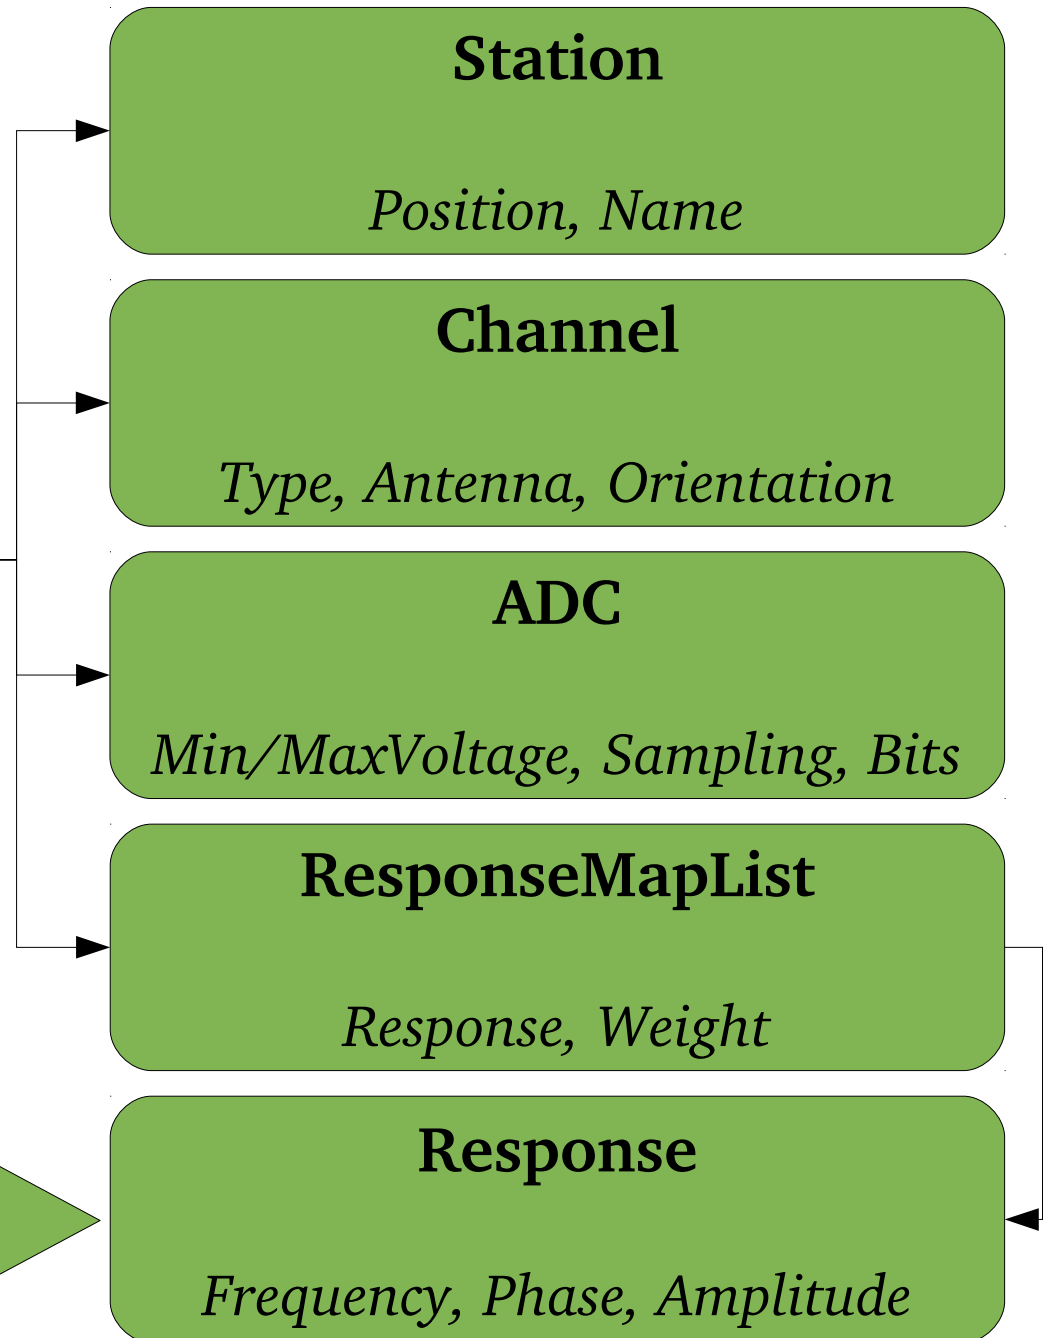 Station
Position, Name
Channel
Type, Antenna, Orientation
ADC
Min/MaxVoltage, Sampling, Bits
ResponseMapList
Response, Weight
Response
Frequency, Phase, Amplitude